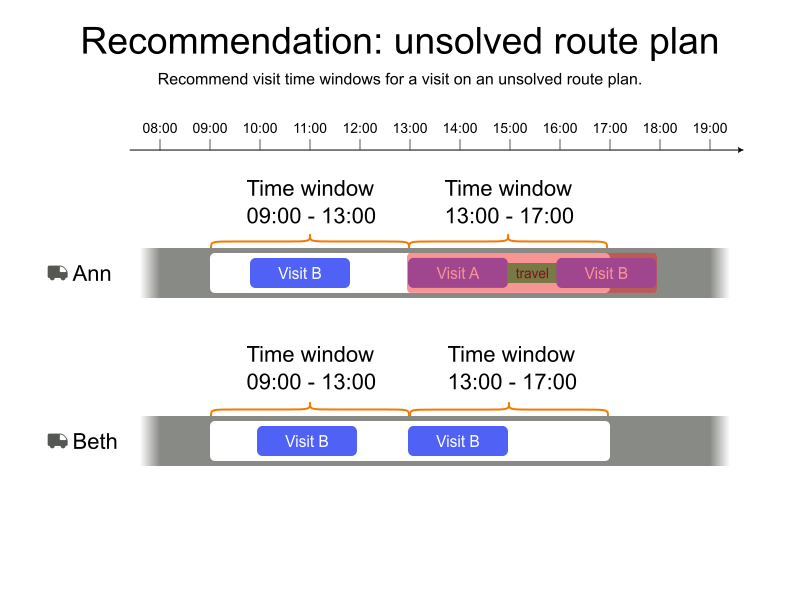 Recommendation: unsolved route plan
Recommend visit time windows for a visit on an unsolved route plan.
08:00 09:00 10:00 11:00 12:00 13:00 14:00 15:00 16:00 17:00 18:00 19:00
Time window Time window
09:00 - 13:00 13:00 - 17:00
Ann Visit B Visit A travel Visit B
Time window Time window
09:00 - 13:00 13:00 - 17:00
Beth Visit B Visit B